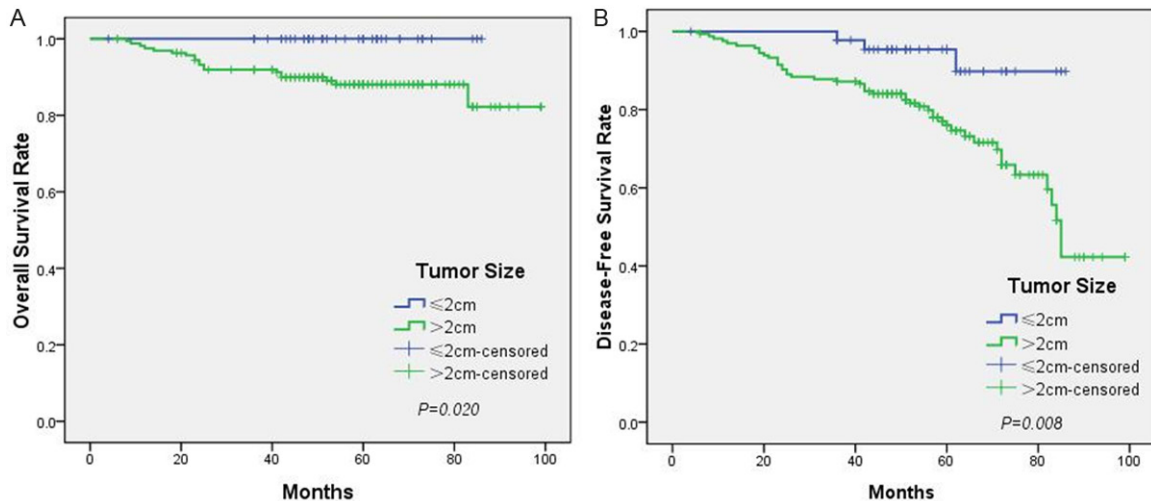 A
Overall Survival Rate
1.0
0.8
0.6
0.4
0.2
0.0
Tumor Size
≤2cm
>2cm
≤2cm-censored
>2cm-censored
P=0.020
0 20 40 60 80 100
Months
B
Disease-Free Survival Rate
1.0
0.8
0.6
0.4
0.2
0.0
Tumor Size
≤2cm
>2cm
≤2cm-censored
>2cm-censored
P=0.008
0 20 40 60 80 100
Months